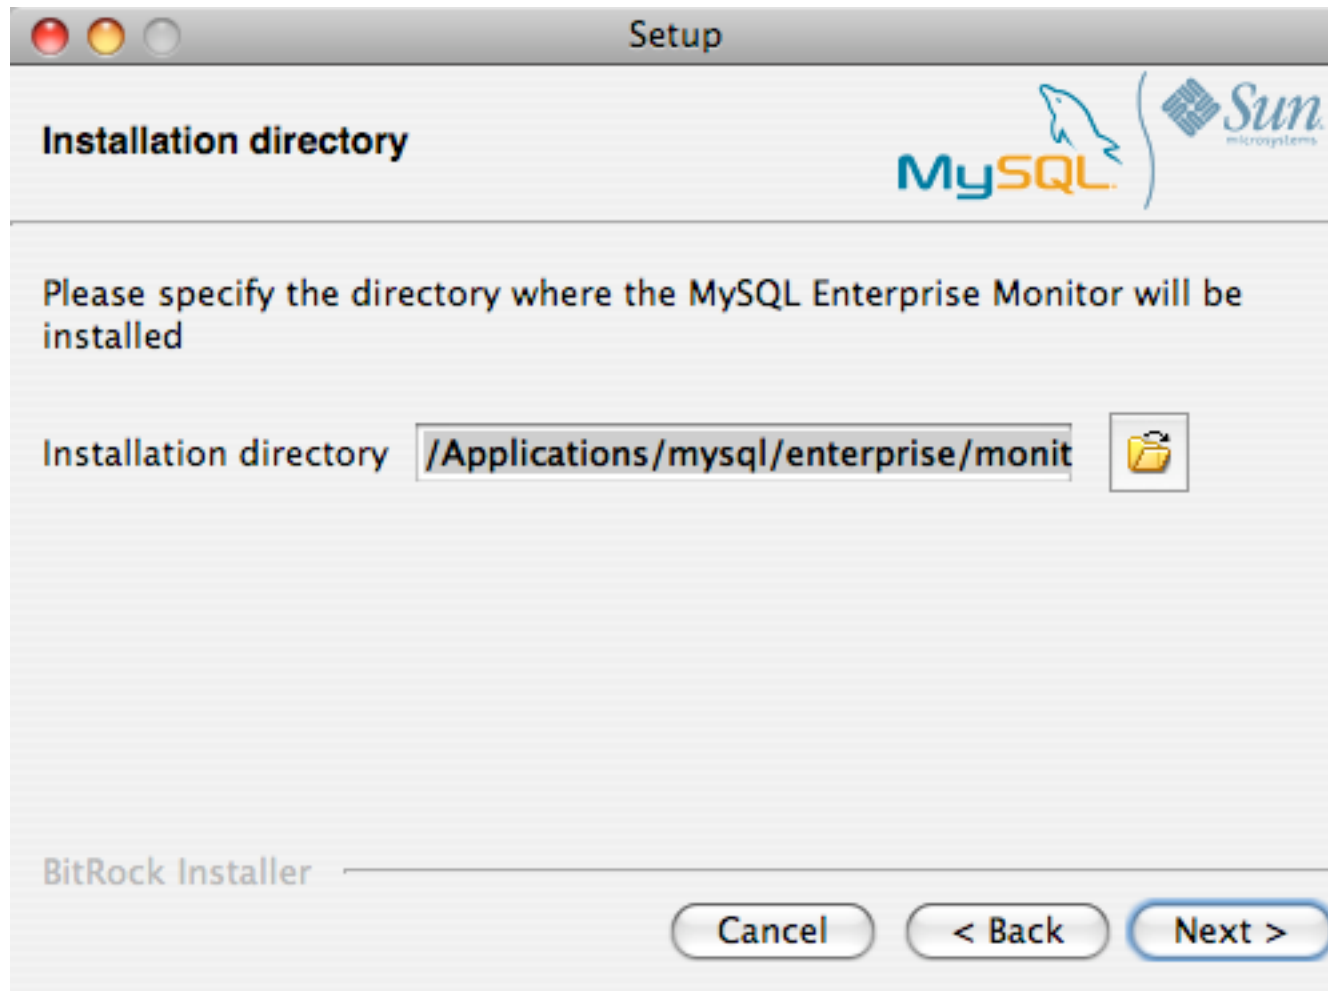 Setup
Installation directory
MySQL
Sun
microsystems
Please specify the directory where the MySQL Enterprise Monitor will be
installed
Installation directory /Applications/mysql/enterprise/monit
BitRock Installer
Cancel < Back Next >